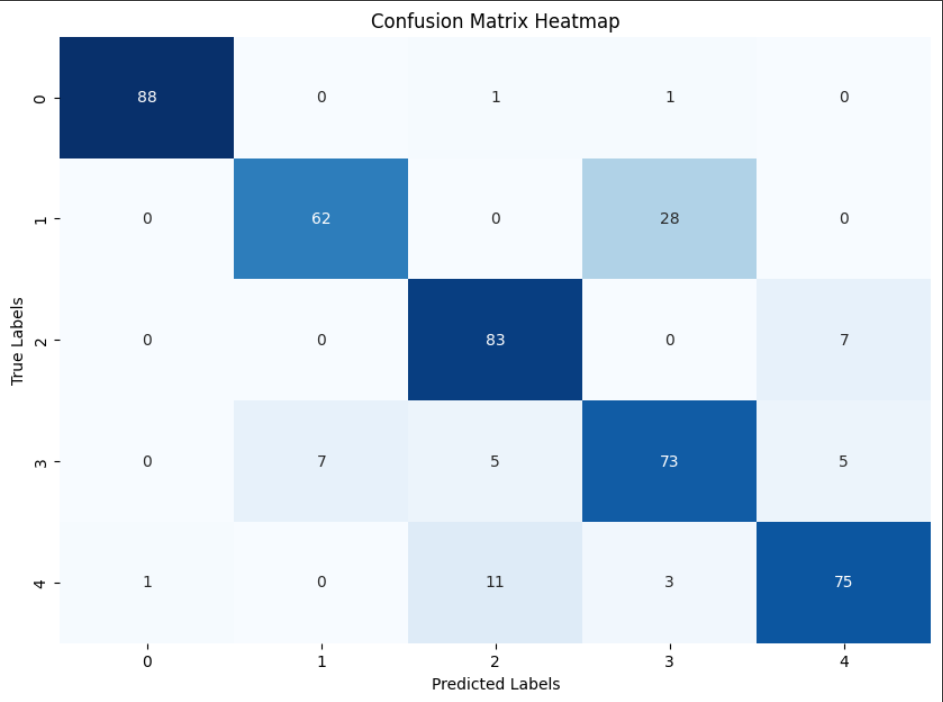 Confusion Matrix Heatmap
0 88 0 1 1 0
1 0 62 0 28 0
2 0 0 83 0 7
3 0 7 5 73 5
4 1 0 11 3 75
True Labels
0 1 2 3 4
Predicted Labels